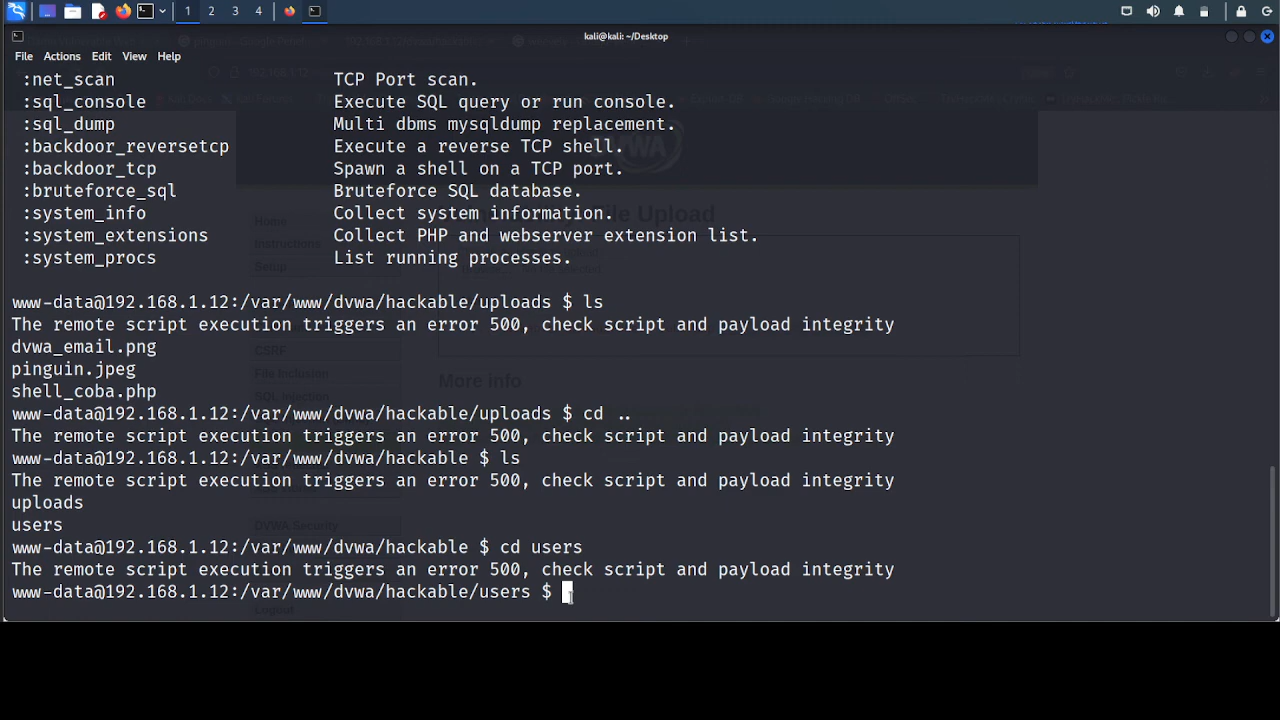 1 2 3 4
kali@kali: ~/Desktop
File Actions Edit View Help
:net_scan TCP Port scan.
:sql_console Execute SQL query or run console.
:sql_dump Multi dbms mysqldump replacement.
:backdoor_reversetcp Execute a reverse TCP shell.
:backdoor_tcp Spawn a shell on a TCP port.
:bruteforce_sql Bruteforce SQL database.
:system_info Collect system information.
:system_extensions Collect PHP and webserver extension list.
:system_procs List running processes.
www-data@192.168.1.12:/var/www/dvwa/hackable/uploads $ ls
The remote script execution triggers an error 500, check script and payload integrity
dvwa_email.png
pinguin.jpeg
shell_coba.php
www-data@192.168.1.12:/var/www/dvwa/hackable/uploads $ cd ..
The remote script execution triggers an error 500, check script and payload integrity
www-data@192.168.1.12:/var/www/dvwa/hackable $ ls
The remote script execution triggers an error 500, check script and payload integrity
uploads
users
www-data@192.168.1.12:/var/www/dvwa/hackable $ cd users
The remote script execution triggers an error 500, check script and payload integrity
www-data@192.168.1.12:/var/www/dvwa/hackable/users $
DVWA
File Upload
Home
Instructions
Setup
CSRF
File Inclusion
SQL Injection
More info
DVWA Security
Logout